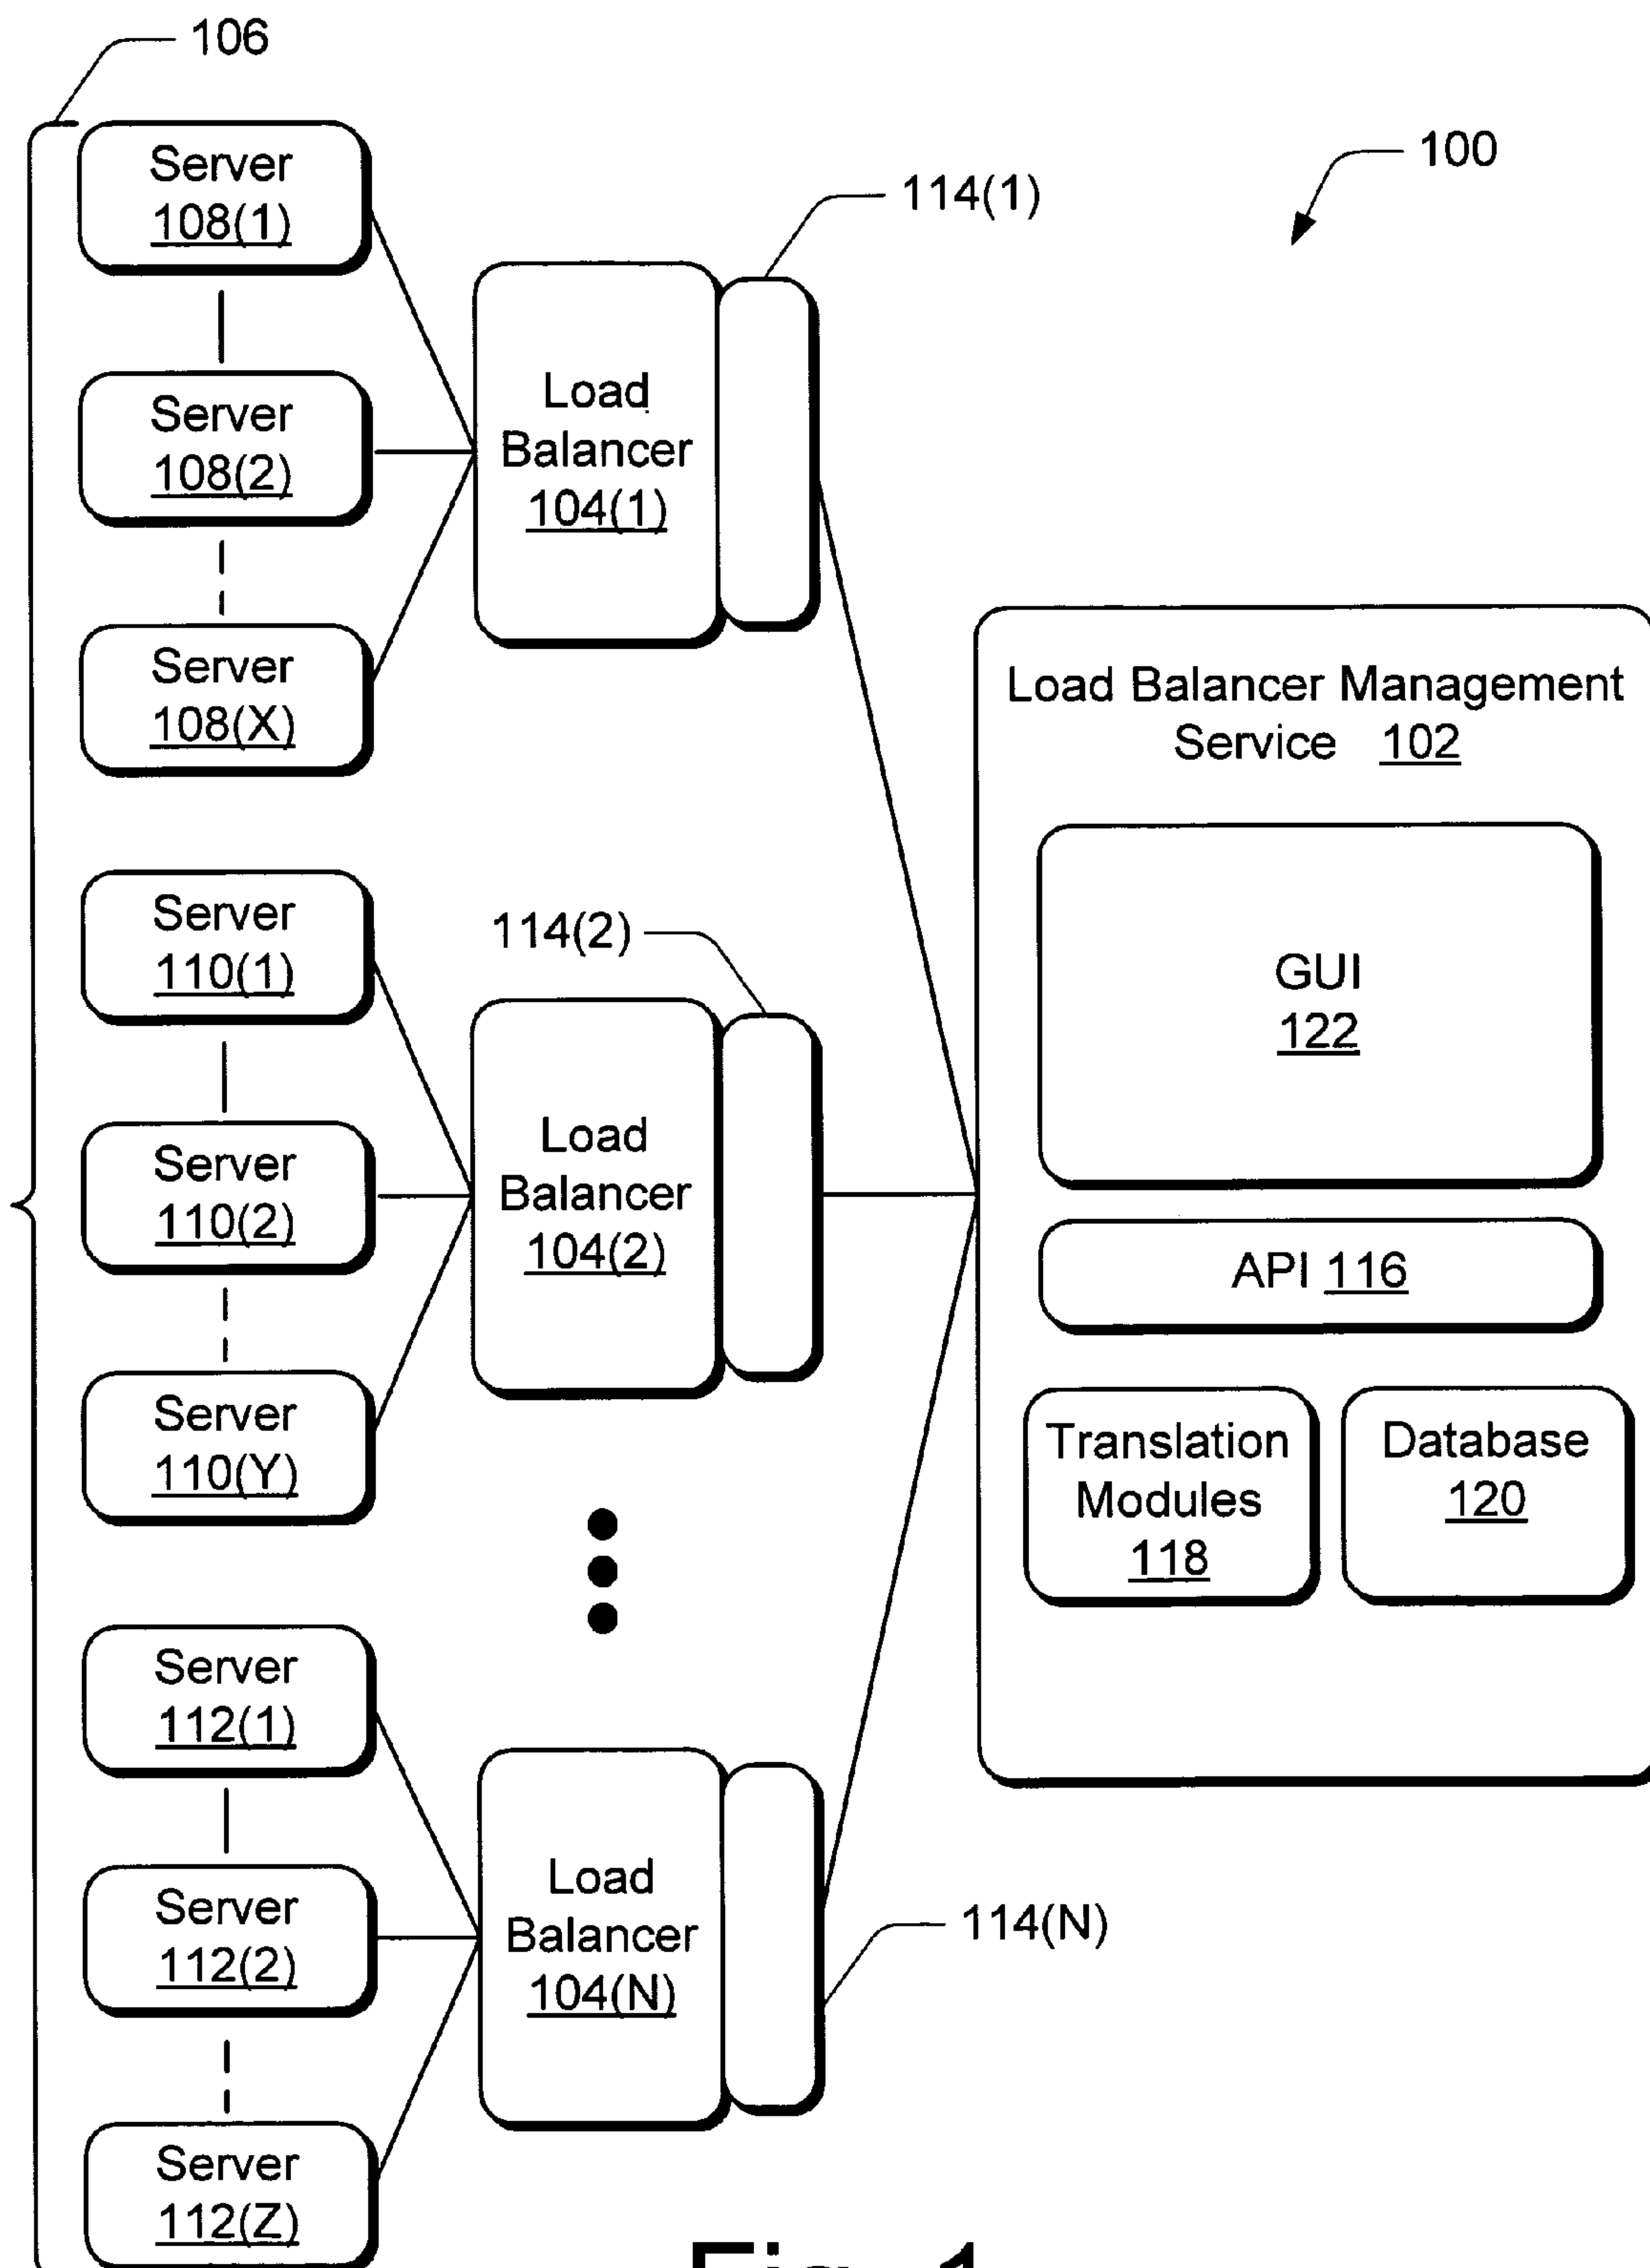 106
100
114(1)
Server
108(1)
Server
108(2)
Server
108(X)
Load
Balancer
104(1)
Server
110(1)
Server
110(2)
Server
110(Y)
114(2)
Load
Balancer
104(2)
Server
112(1)
Server
112(2)
Server
112(Z)
Load
Balancer
104(N)
114(N)
Load Balancer Management
Service 102
GUI
122
API 116
Translation
Modules
118
Database
120
Fig. 1